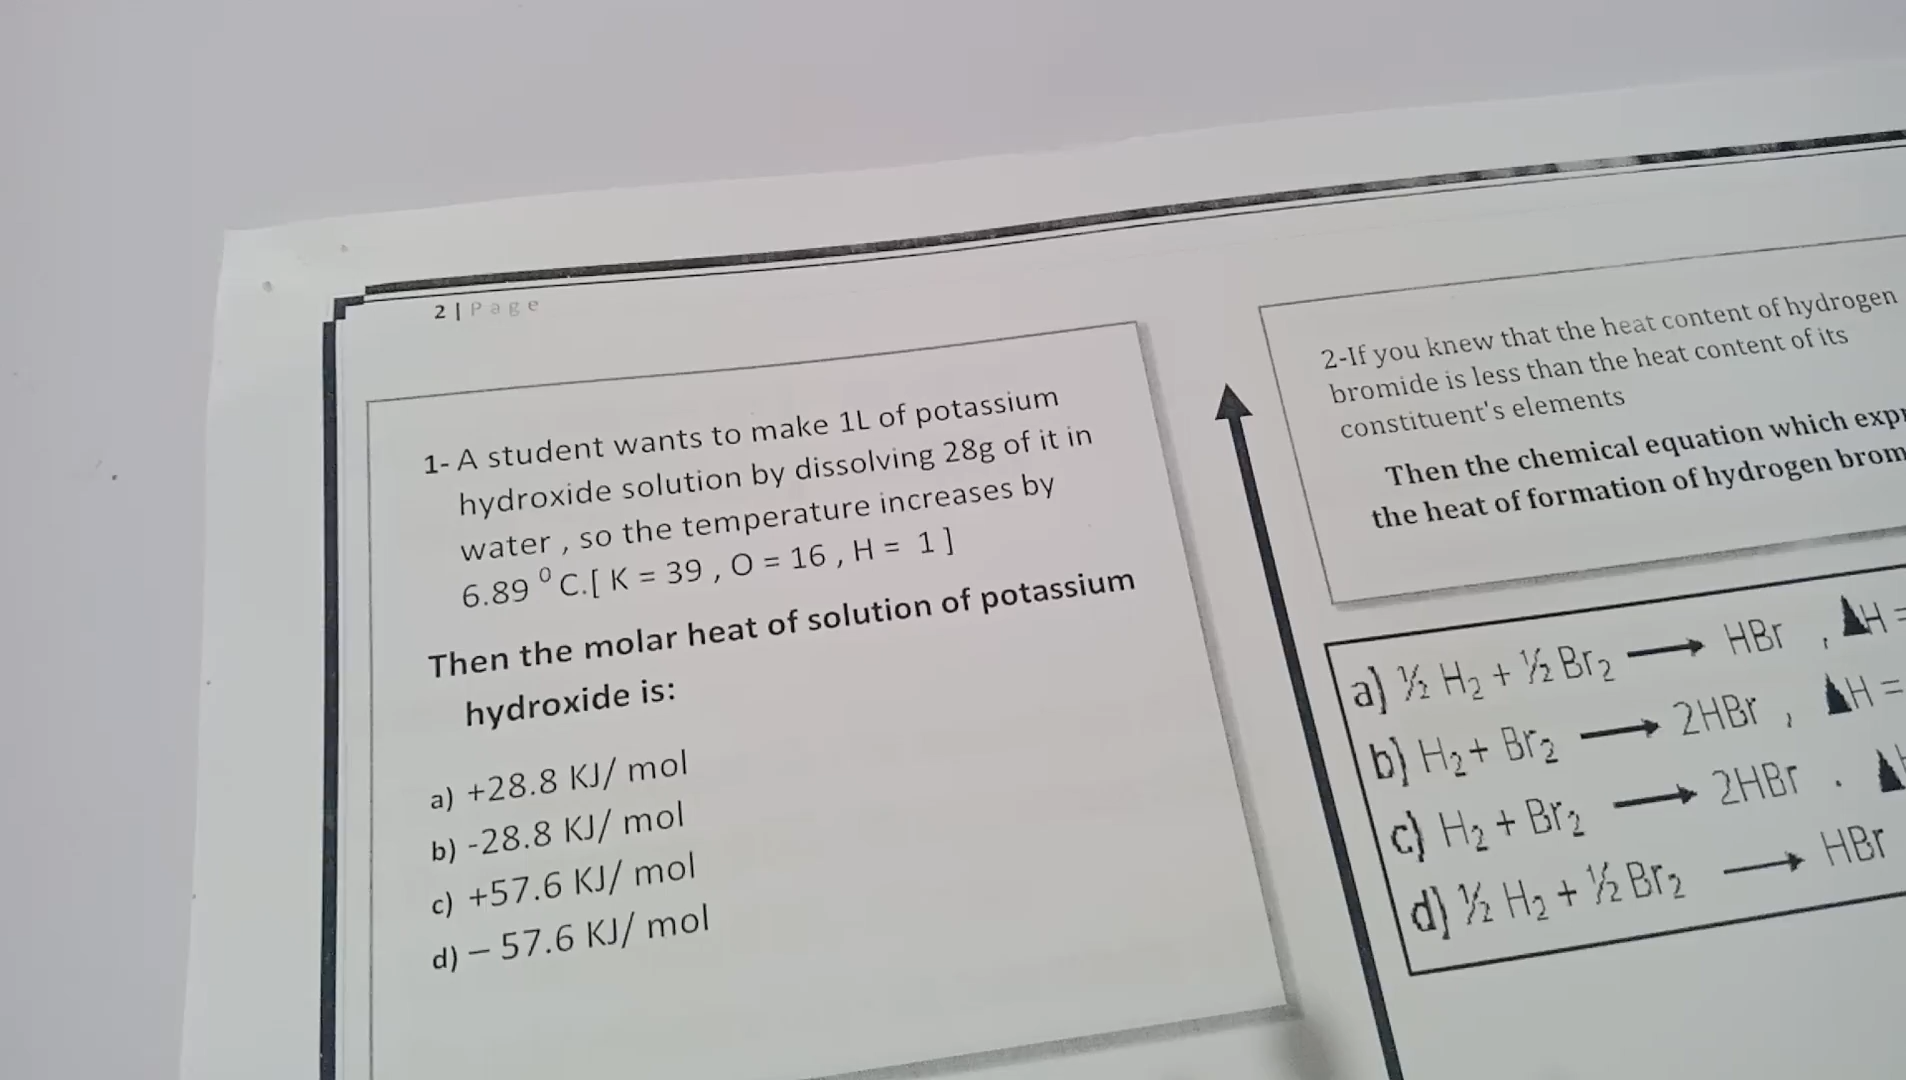 2 | Page
1- A student wants to make 1L of potassium
hydroxide solution by dissolving 28g of it in
water , so the temperature increases by
6.89 ⁰ C.[ K = 39 , O = 16 , H = 1 ]
Then the molar heat of solution of potassium
hydroxide is:
a) +28.8 KJ/ mol
b) -28.8 KJ/ mol
c) +57.6 KJ/ mol
d) – 57.6 KJ/ mol
2-If you knew that the heat content of hydrogen
bromide is less than the heat content of its
constituent's elements
Then the chemical equation which
the heat of formation of hydrogen
a) ½ H₂ + ½ Br₂ ⟶ HBr , ▲H =
b) H₂ + Br₂ ⟶ 2HBr , ▲H =
c) H₂ + Br₂ ⟶ 2HBr . ▲
d) ½ H₂ + ½ Br₂ ⟶ HBr